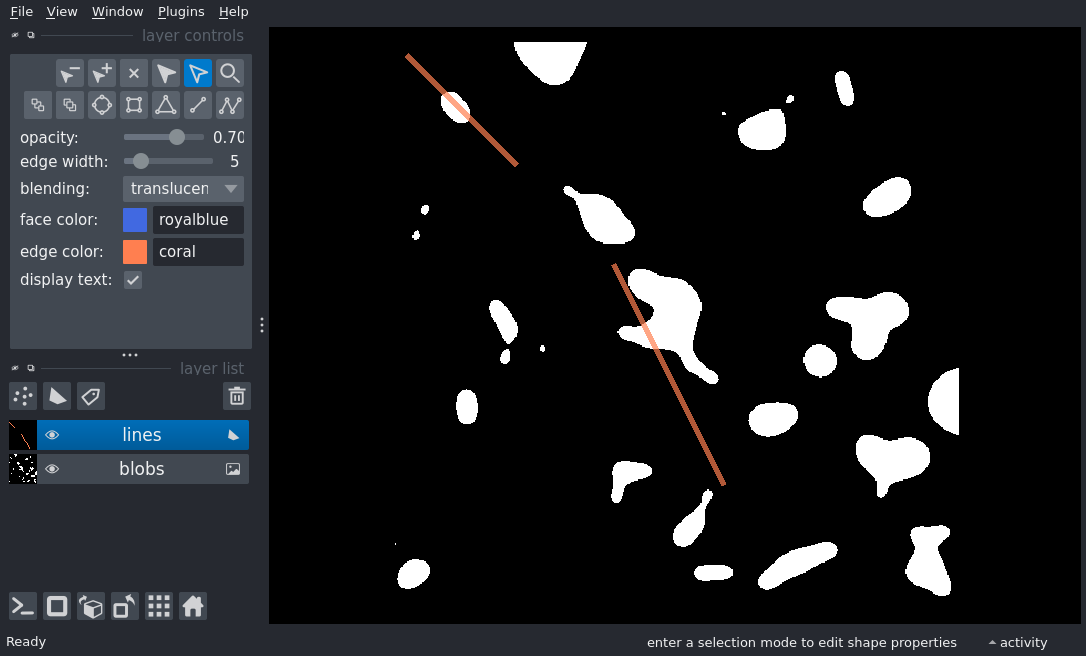 File View Window Plugins Help
layer controls
opacity: 0.70
edge width: 5
blending: translucen
face color: royalblue
edge color: coral
display text:
layer list
lines
blobs
Ready
enter a selection mode to edit shape properties
activity